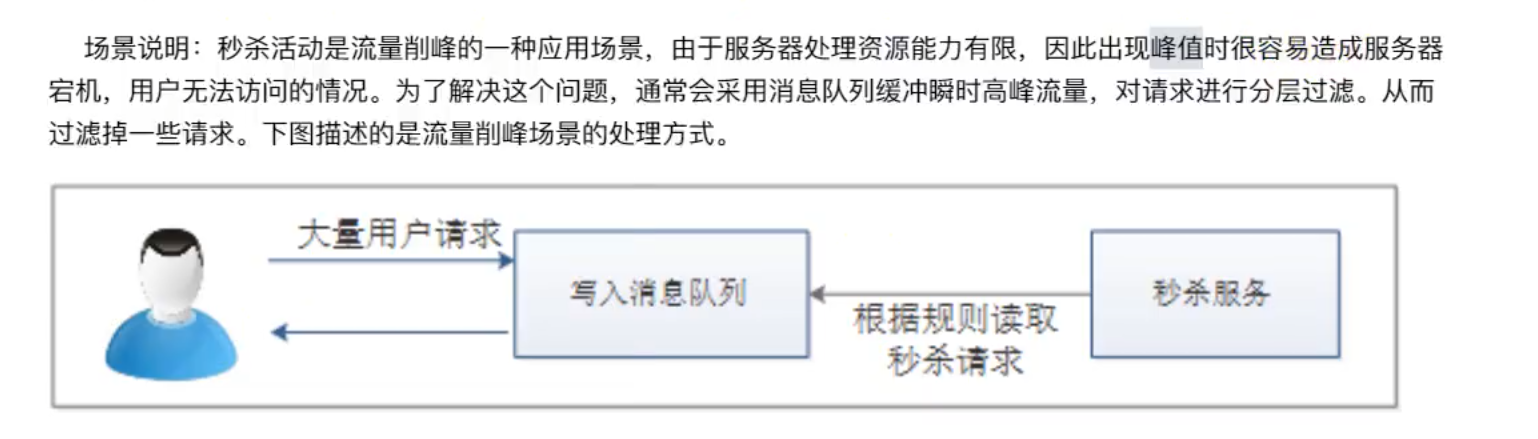 场景说明：秒杀活动是流量削峰的一种应用场景，由于服务器处理资源能力有限，因此出现峰值时很容易造成服务器
宕机，用户无法访问的情况。为了解决这个问题，通常会采用消息队列缓冲瞬时高峰流量，对请求进行分层过滤。从而
过滤掉一些请求。下图描述的是流量削峰场景的处理方式。
大量用户请求
写入消息队列
根据规则读取
秒杀请求
秒杀服务